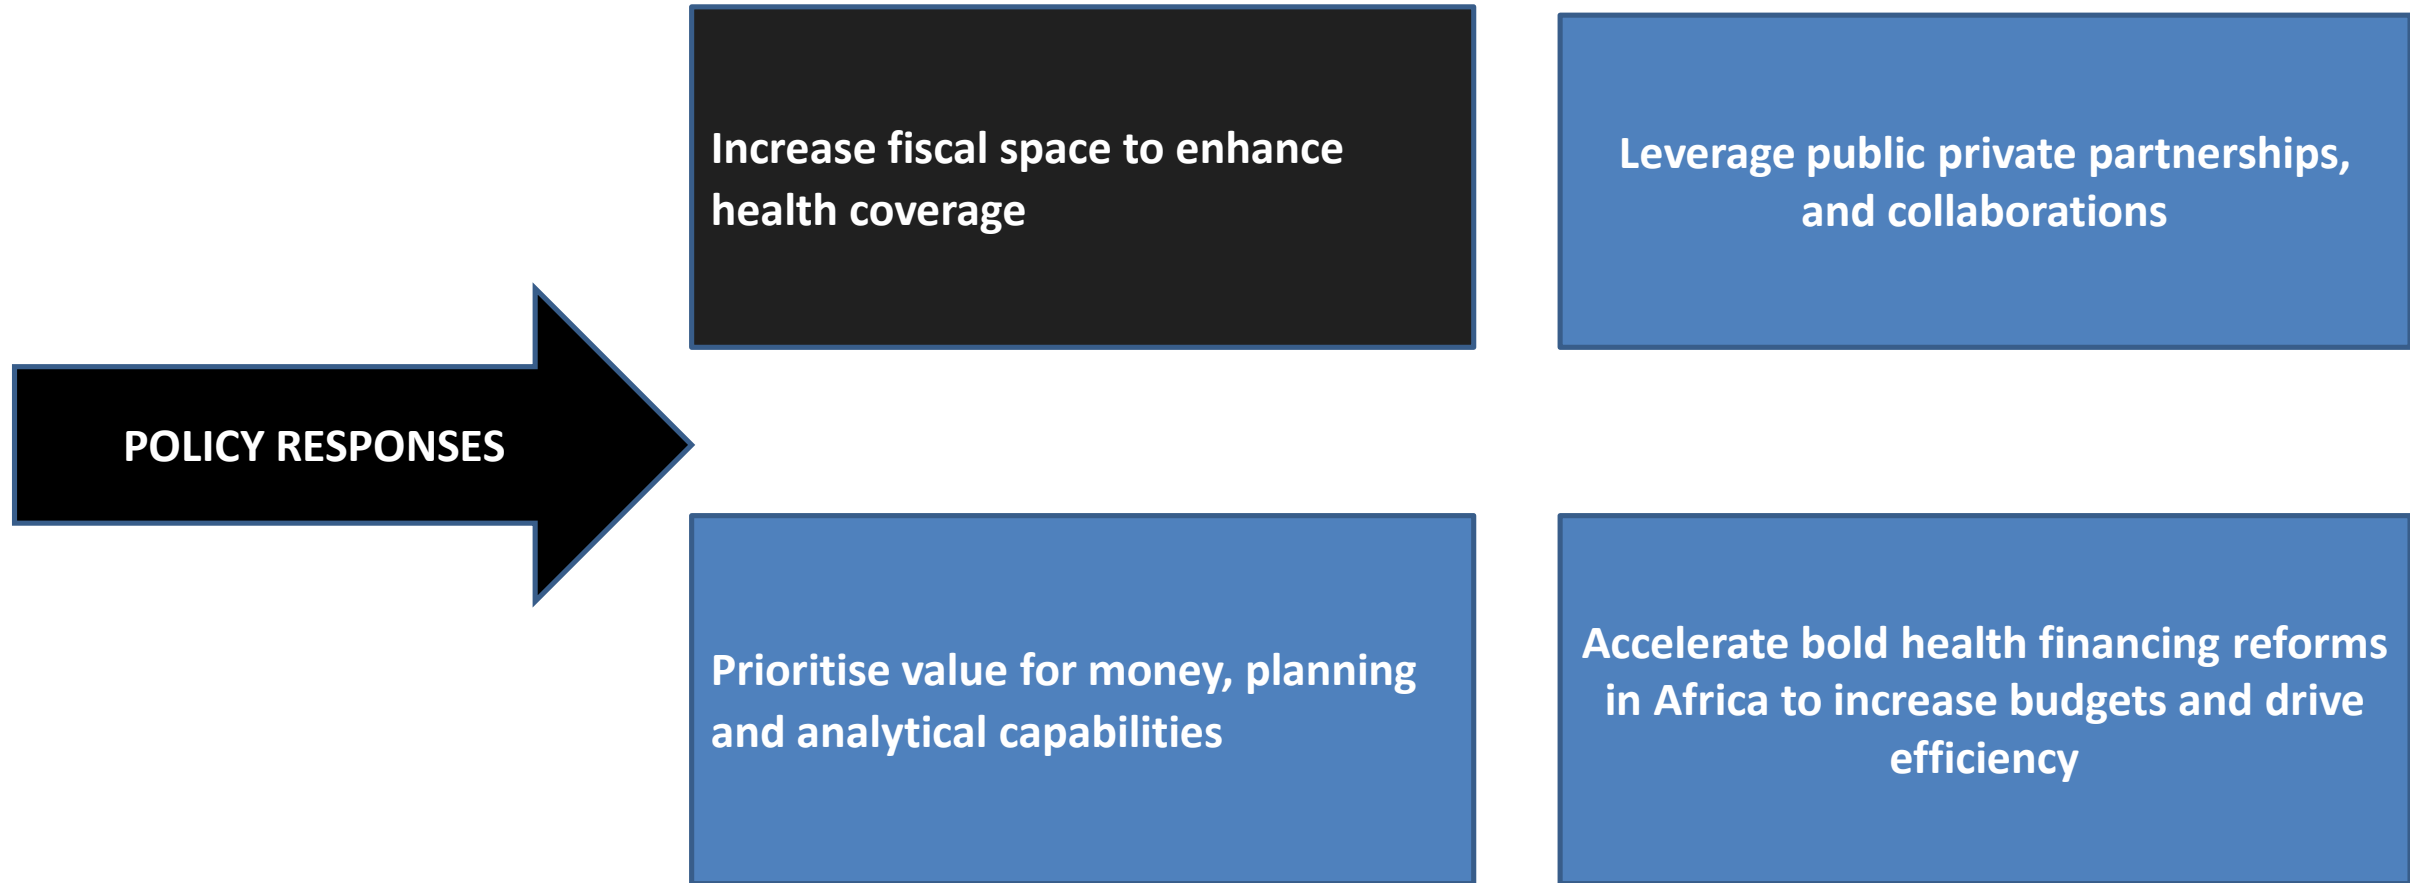 Increase fiscal space to enhance
health coverage
Leverage public private partnerships,
and collaborations
POLICY RESPONSES
Prioritise value for money, planning
and analytical capabilities
Accelerate bold health financing reforms
in Africa to increase budgets and drive
efficiency